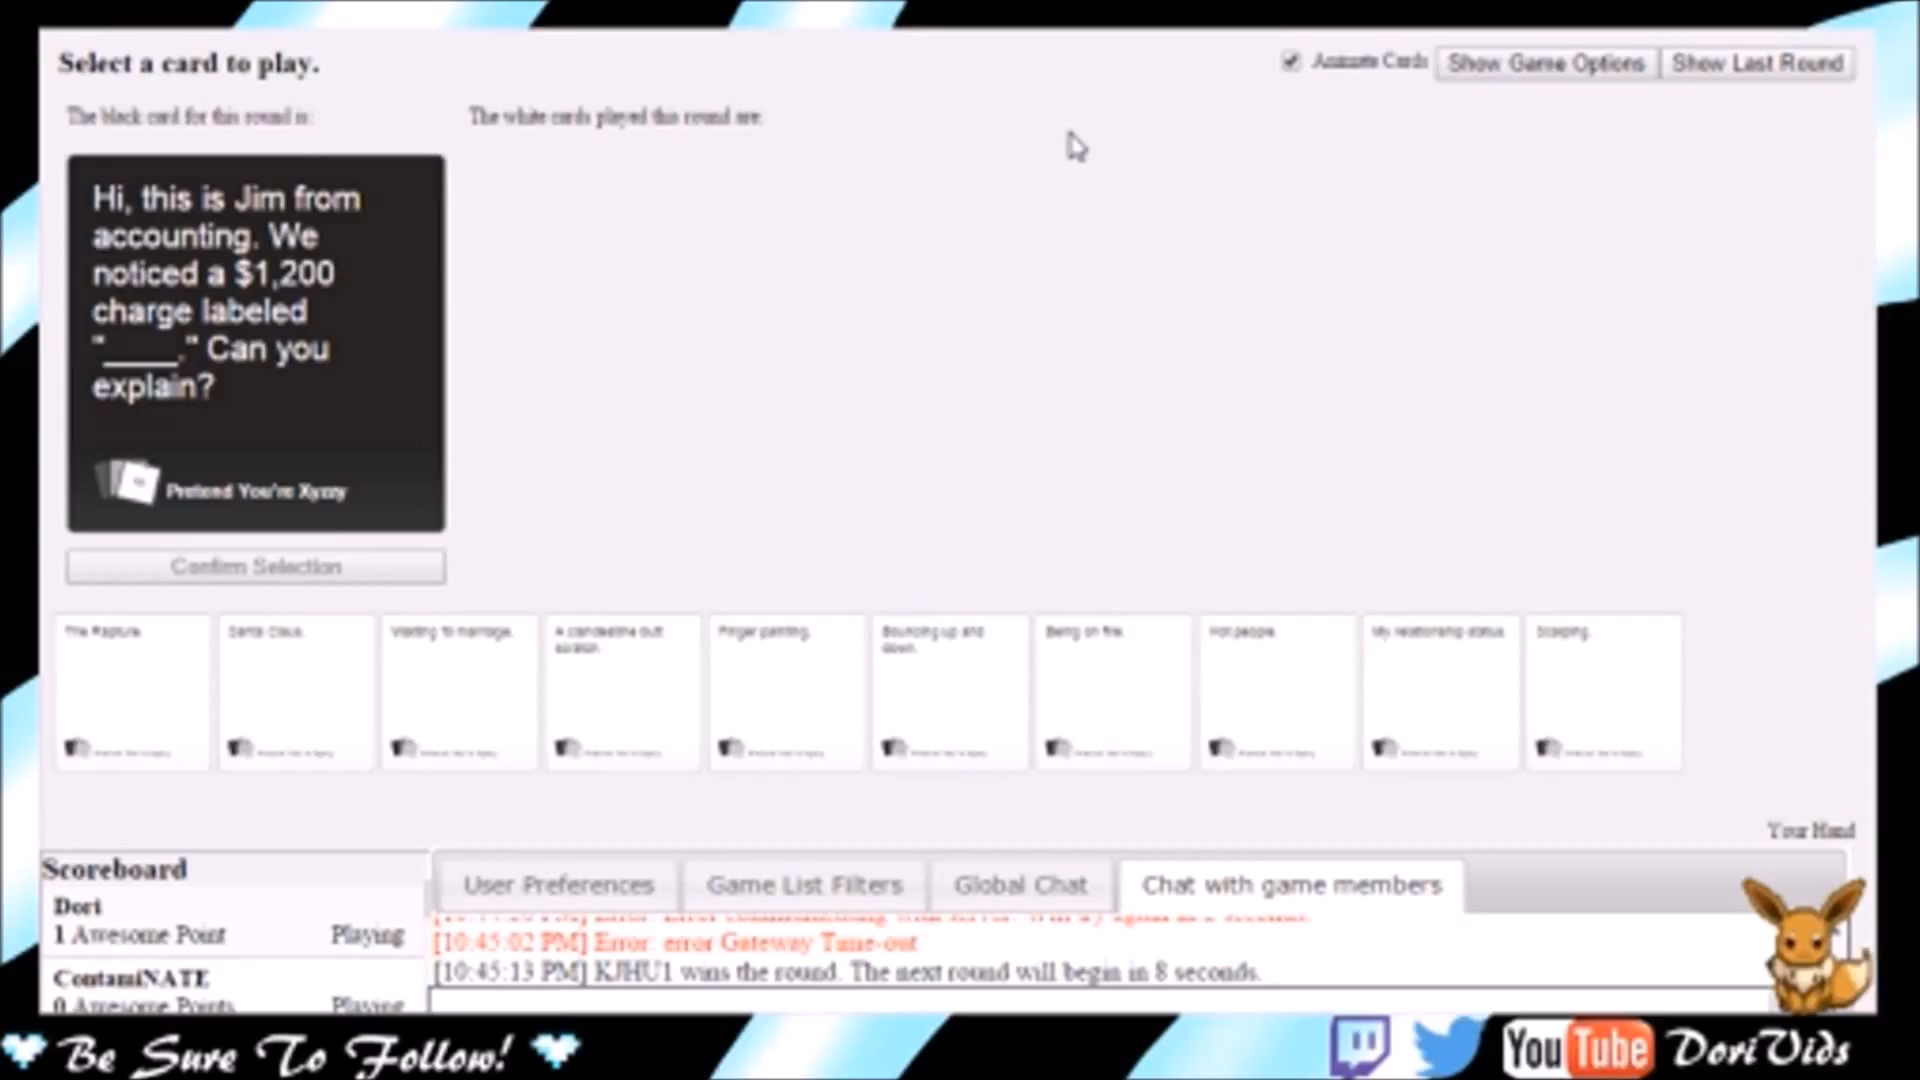 Select a card to play.
Animate Cards
Show Game Options
Show Last Round
The black card for this round is:
The white cards played this round are:
Hi, this is Jim from
accounting. We
noticed a $1,200
charge labeled
"____." Can you
explain?
Pretend You're Xyzzy
Confirm Selection
The Rapture.
Santa Claus.
Waiting 'til marriage.
A clandestine butt
scratch.
Finger painting.
Bouncing up and
down.
Being on fire.
Hot people.
My relationship status.
Your Hand
Scoreboard
Dori
1 Awesome Point
Playing
ContamiNATE
0 Awesome Points
Playing
User Preferences
Game List Filters
Global Chat
Chat with game members
[10:45:02 PM] Error: error Gateway Time-out
[10:45:13 PM] KJHU1 wins the round. The next round will begin in 8 seconds.
Be Sure To Follow!
YouTube
DoriVids